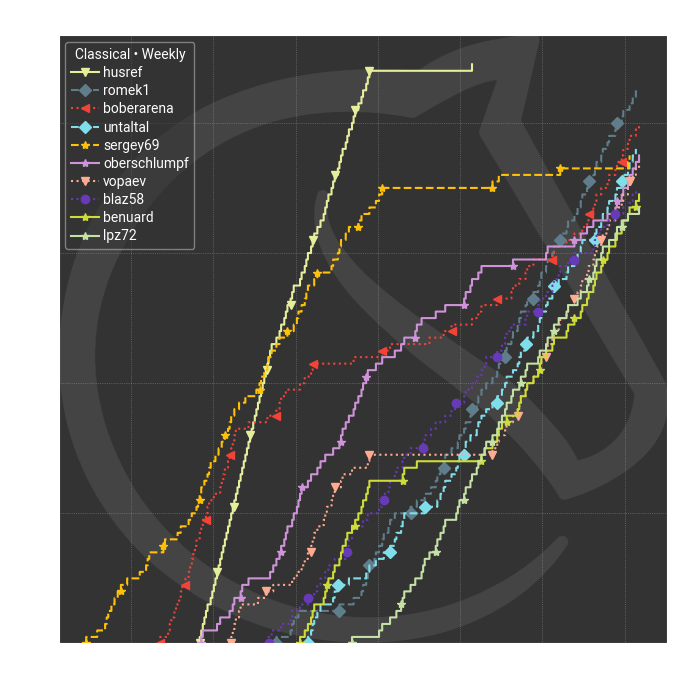 Classical • Weekly
husref
romek1
boberarena
untaltal
sergey69
oberschlumpf
vopaev
blaz58
benuard
lpz72